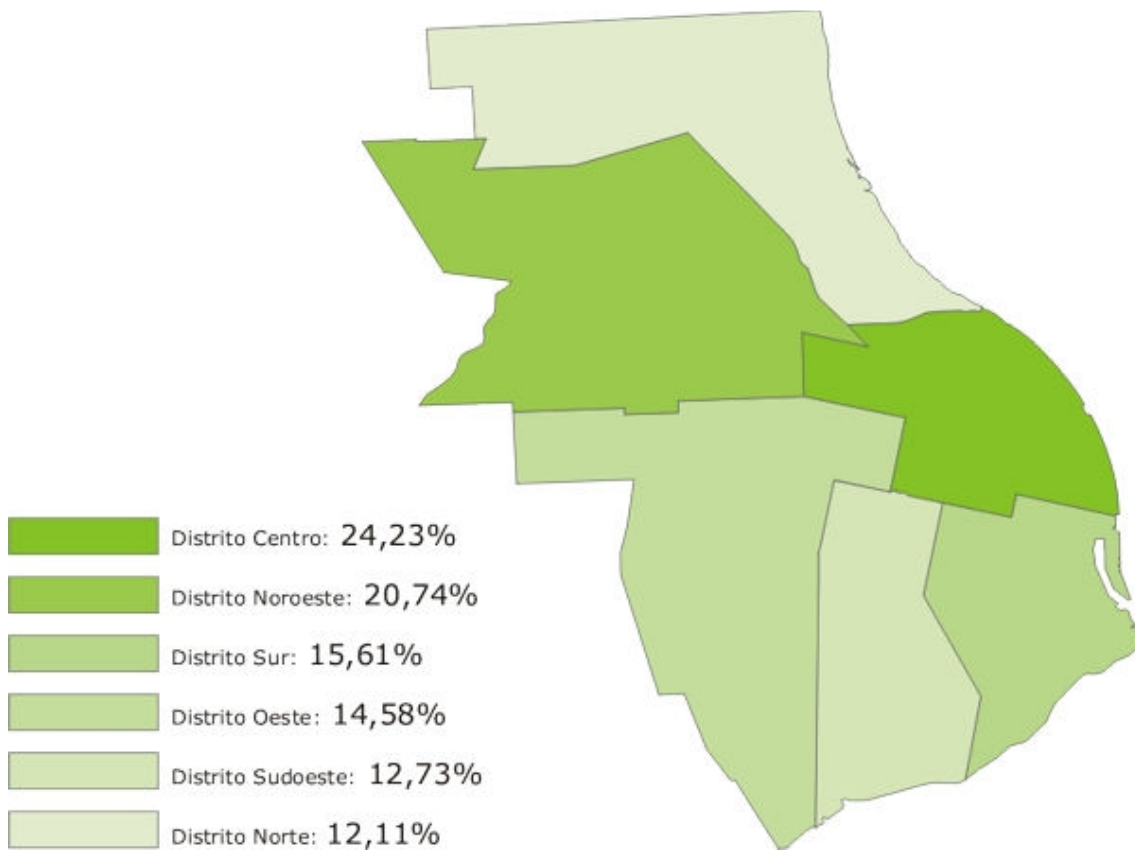 Distrito Centro: 24,23%
Distrito Noroeste: 20,74%
Distrito Sur: 15,61%
Distrito Oeste: 14,58%
Distrito Sudoeste: 12,73%
Distrito Norte: 12,11%